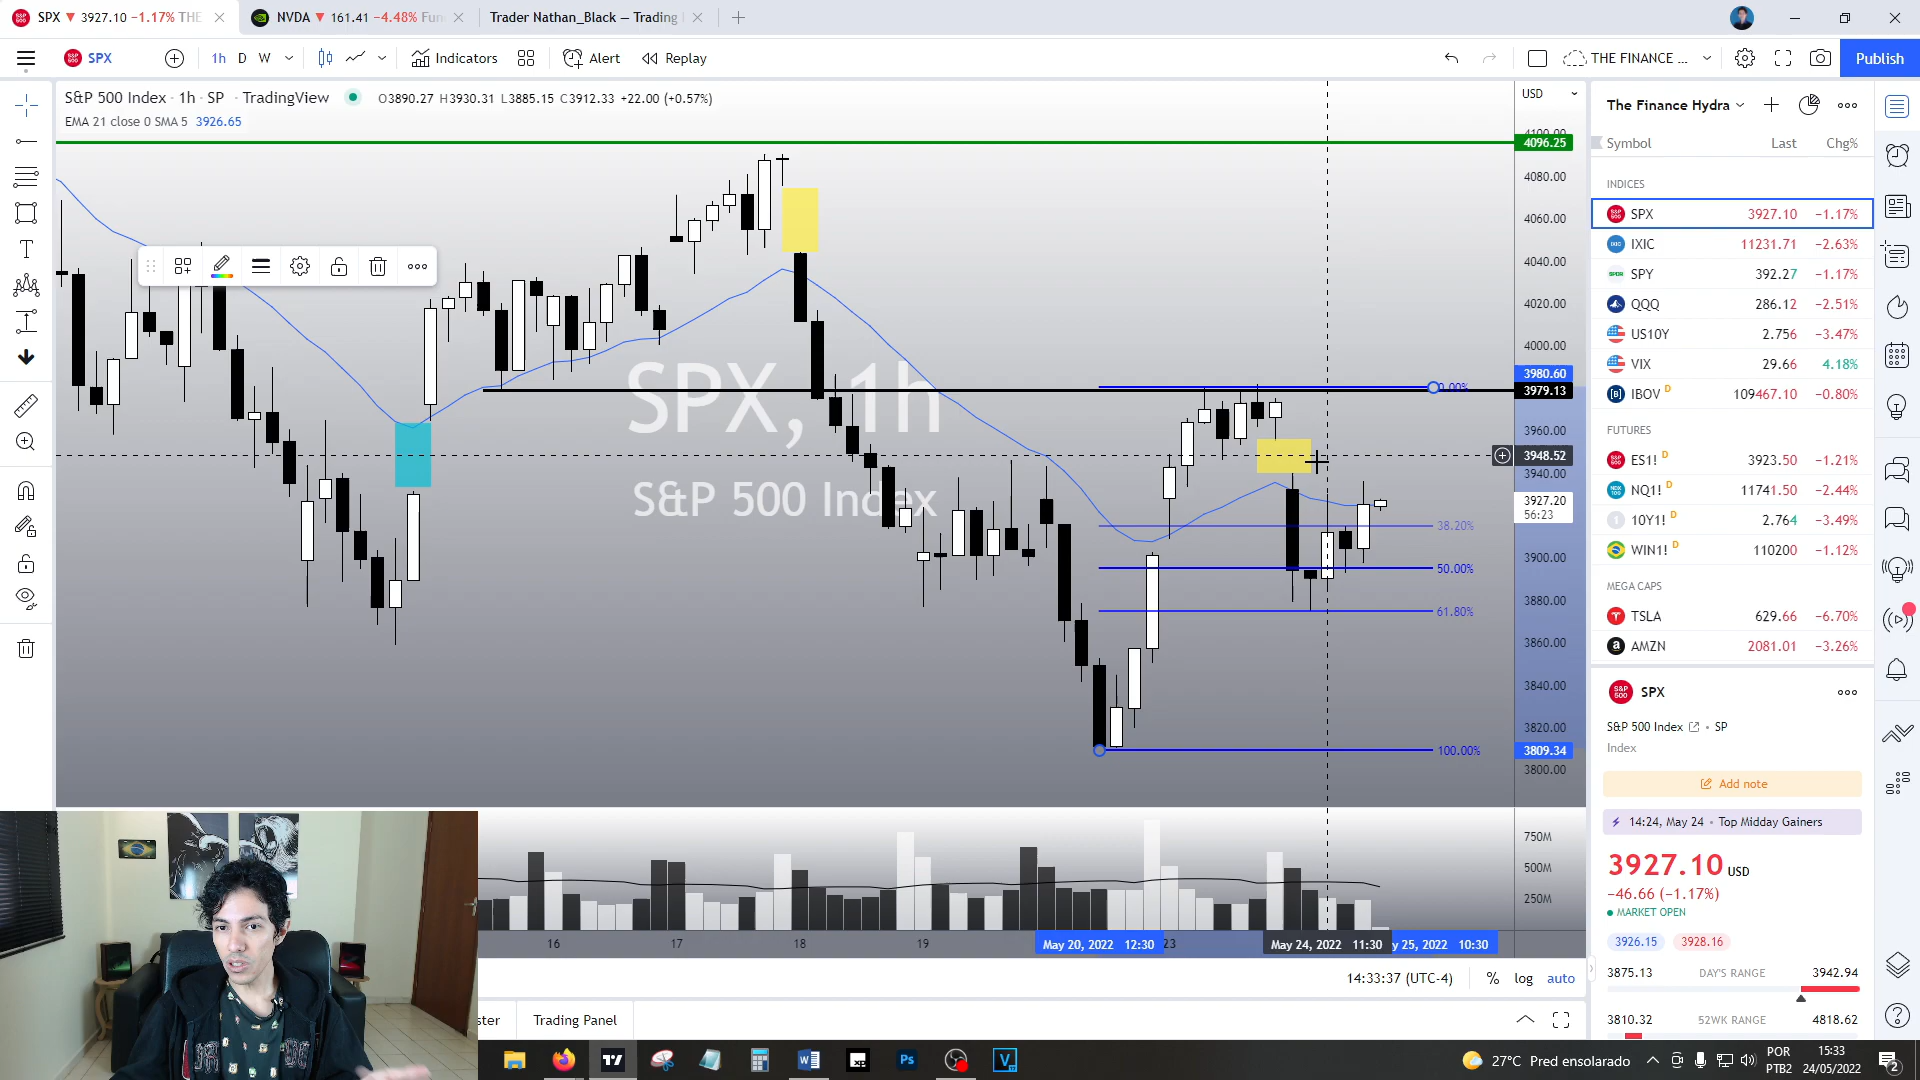 SPX ▼ 3927.10 −1.17% THE
NVDA ▼ 161.41 −4.48% Fun
Trader Nathan_Black — Trading
SPX
1h D W
Indicators
Alert
Replay
THE FINANCE ...
Publish
S&P 500 Index · 1h · SP · TradingView
O3890.27 H3930.31 L3885.15 C3912.33 +22.00 (+0.57%)
EMA 21 close 0 SMA 5 3926.65
SPX, 1h
S&P 500 Index
0.00%
38.20%
50.00%
61.80%
100.00%
USD
4100.00
4096.25
4080.00
4060.00
4040.00
4020.00
4000.00
3980.60
3979.13
3960.00
3948.52
3940.00
3927.20
56:23
3900.00
3880.00
3860.00
3840.00
3820.00
3809.34
3800.00
750M
500M
250M
16 17 18 19 May 20, 2022 12:30 23 May 24, 2022 11:30 y 25, 2022 10:30
14:33:37 (UTC-4) % log auto
ster Trading Panel
The Finance Hydra
Symbol Last Chg%
INDICES
SPX 3927.10 −1.17%
IXIC 11231.71 −2.63%
SPY 392.27 −1.17%
QQQ 286.12 −2.51%
US10Y 2.756 −3.47%
VIX 29.66 4.18%
IBOV D 109467.10 −0.80%
FUTURES
ES1! D 3923.50 −1.21%
NQ1! D 11741.50 −2.44%
10Y1! D 2.764 −3.49%
WIN1! D 110200 −1.12%
MEGA CAPS
TSLA 629.66 −6.70%
AMZN 2081.01 −3.26%
SPX
S&P 500 Index • SP
Index
Add note
14:24, May 24 • Top Midday Gainers
3927.10 USD
−46.66 (−1.17%)
MARKET OPEN
3926.15 3928.16
3875.13 DAY'S RANGE 3942.94
3810.32 52WK RANGE 4818.62
27°C Pred ensolarado
POR
PTB2
15:33
24/05/2022
2